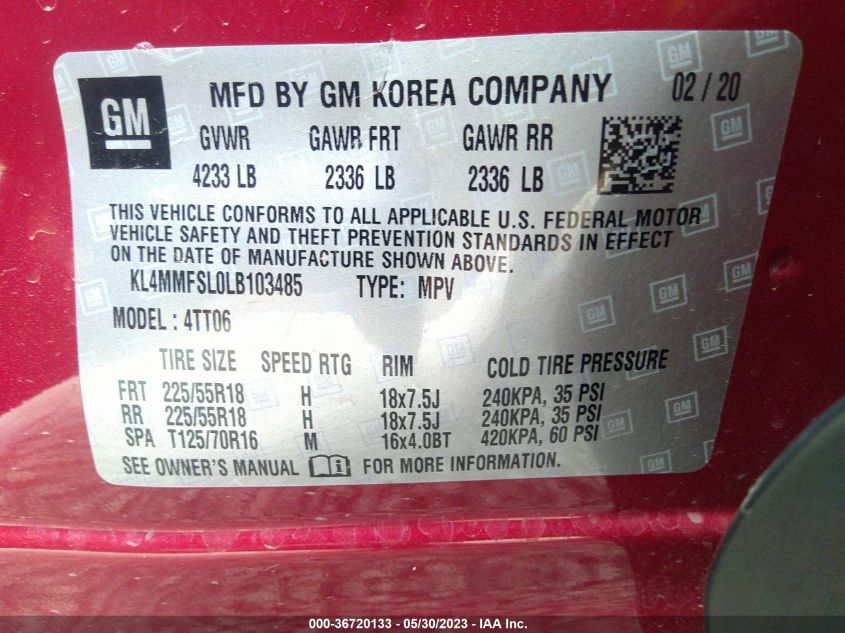 GM
MFD BY GM KOREA COMPANY 02 / 20
GVWR GAWR FRT GAWR RR
4233 LB 2336 LB 2336 LB
THIS VEHICLE CONFORMS TO ALL APPLICABLE U.S. FEDERAL MOTOR
VEHICLE SAFETY AND THEFT PREVENTION STANDARDS IN EFFECT
ON THE DATE OF MANUFACTURE SHOWN ABOVE.
KL4MMFSL0LB103485 TYPE: MPV
MODEL : 4TT06
TIRE SIZE SPEED RTG RIM COLD TIRE PRESSURE
FRT 225/55R18 H 18x7.5J 240KPA, 35 PSI
RR 225/55R18 H 18x7.5J 240KPA, 35 PSI
SPA T125/70R16 M 16x4.0BT 420KPA, 60 PSI
SEE OWNER'S MANUAL FOR MORE INFORMATION.
000-36720133 - 05/30/2023 - IAA Inc.